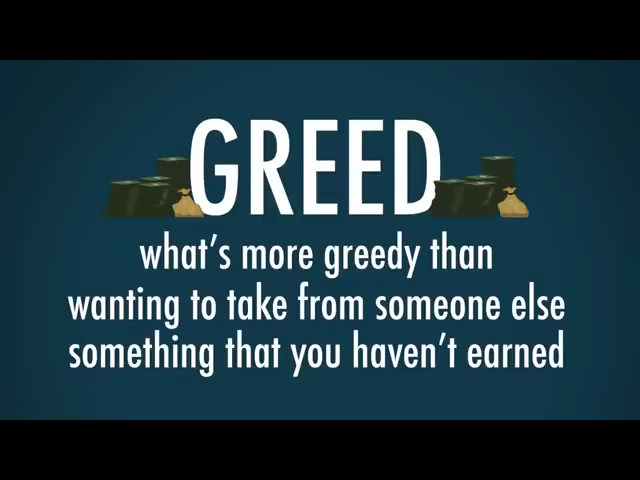 GREED
what's more greedy than
wanting to take from someone else
something that you haven't earned